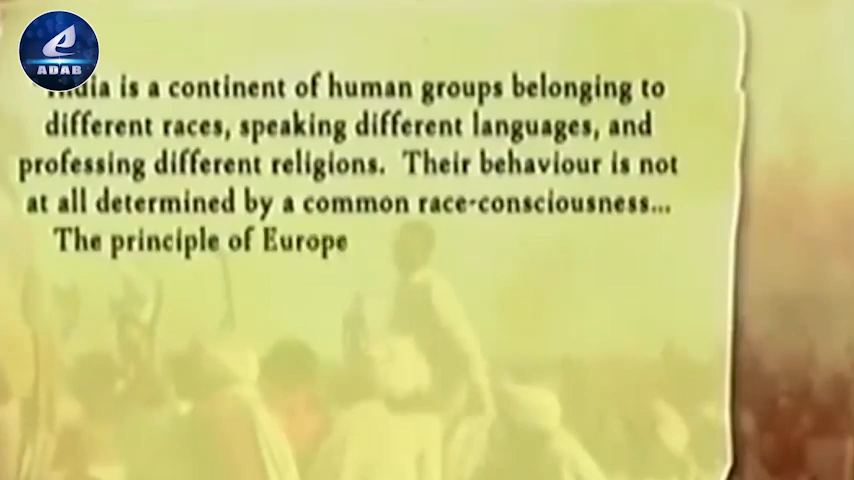 ADAB
India is a continent of human groups belonging to
different races, speaking different languages, and
professing different religions. Their behaviour is not
at all determined by a common race-consciousness...
The principle of Europe